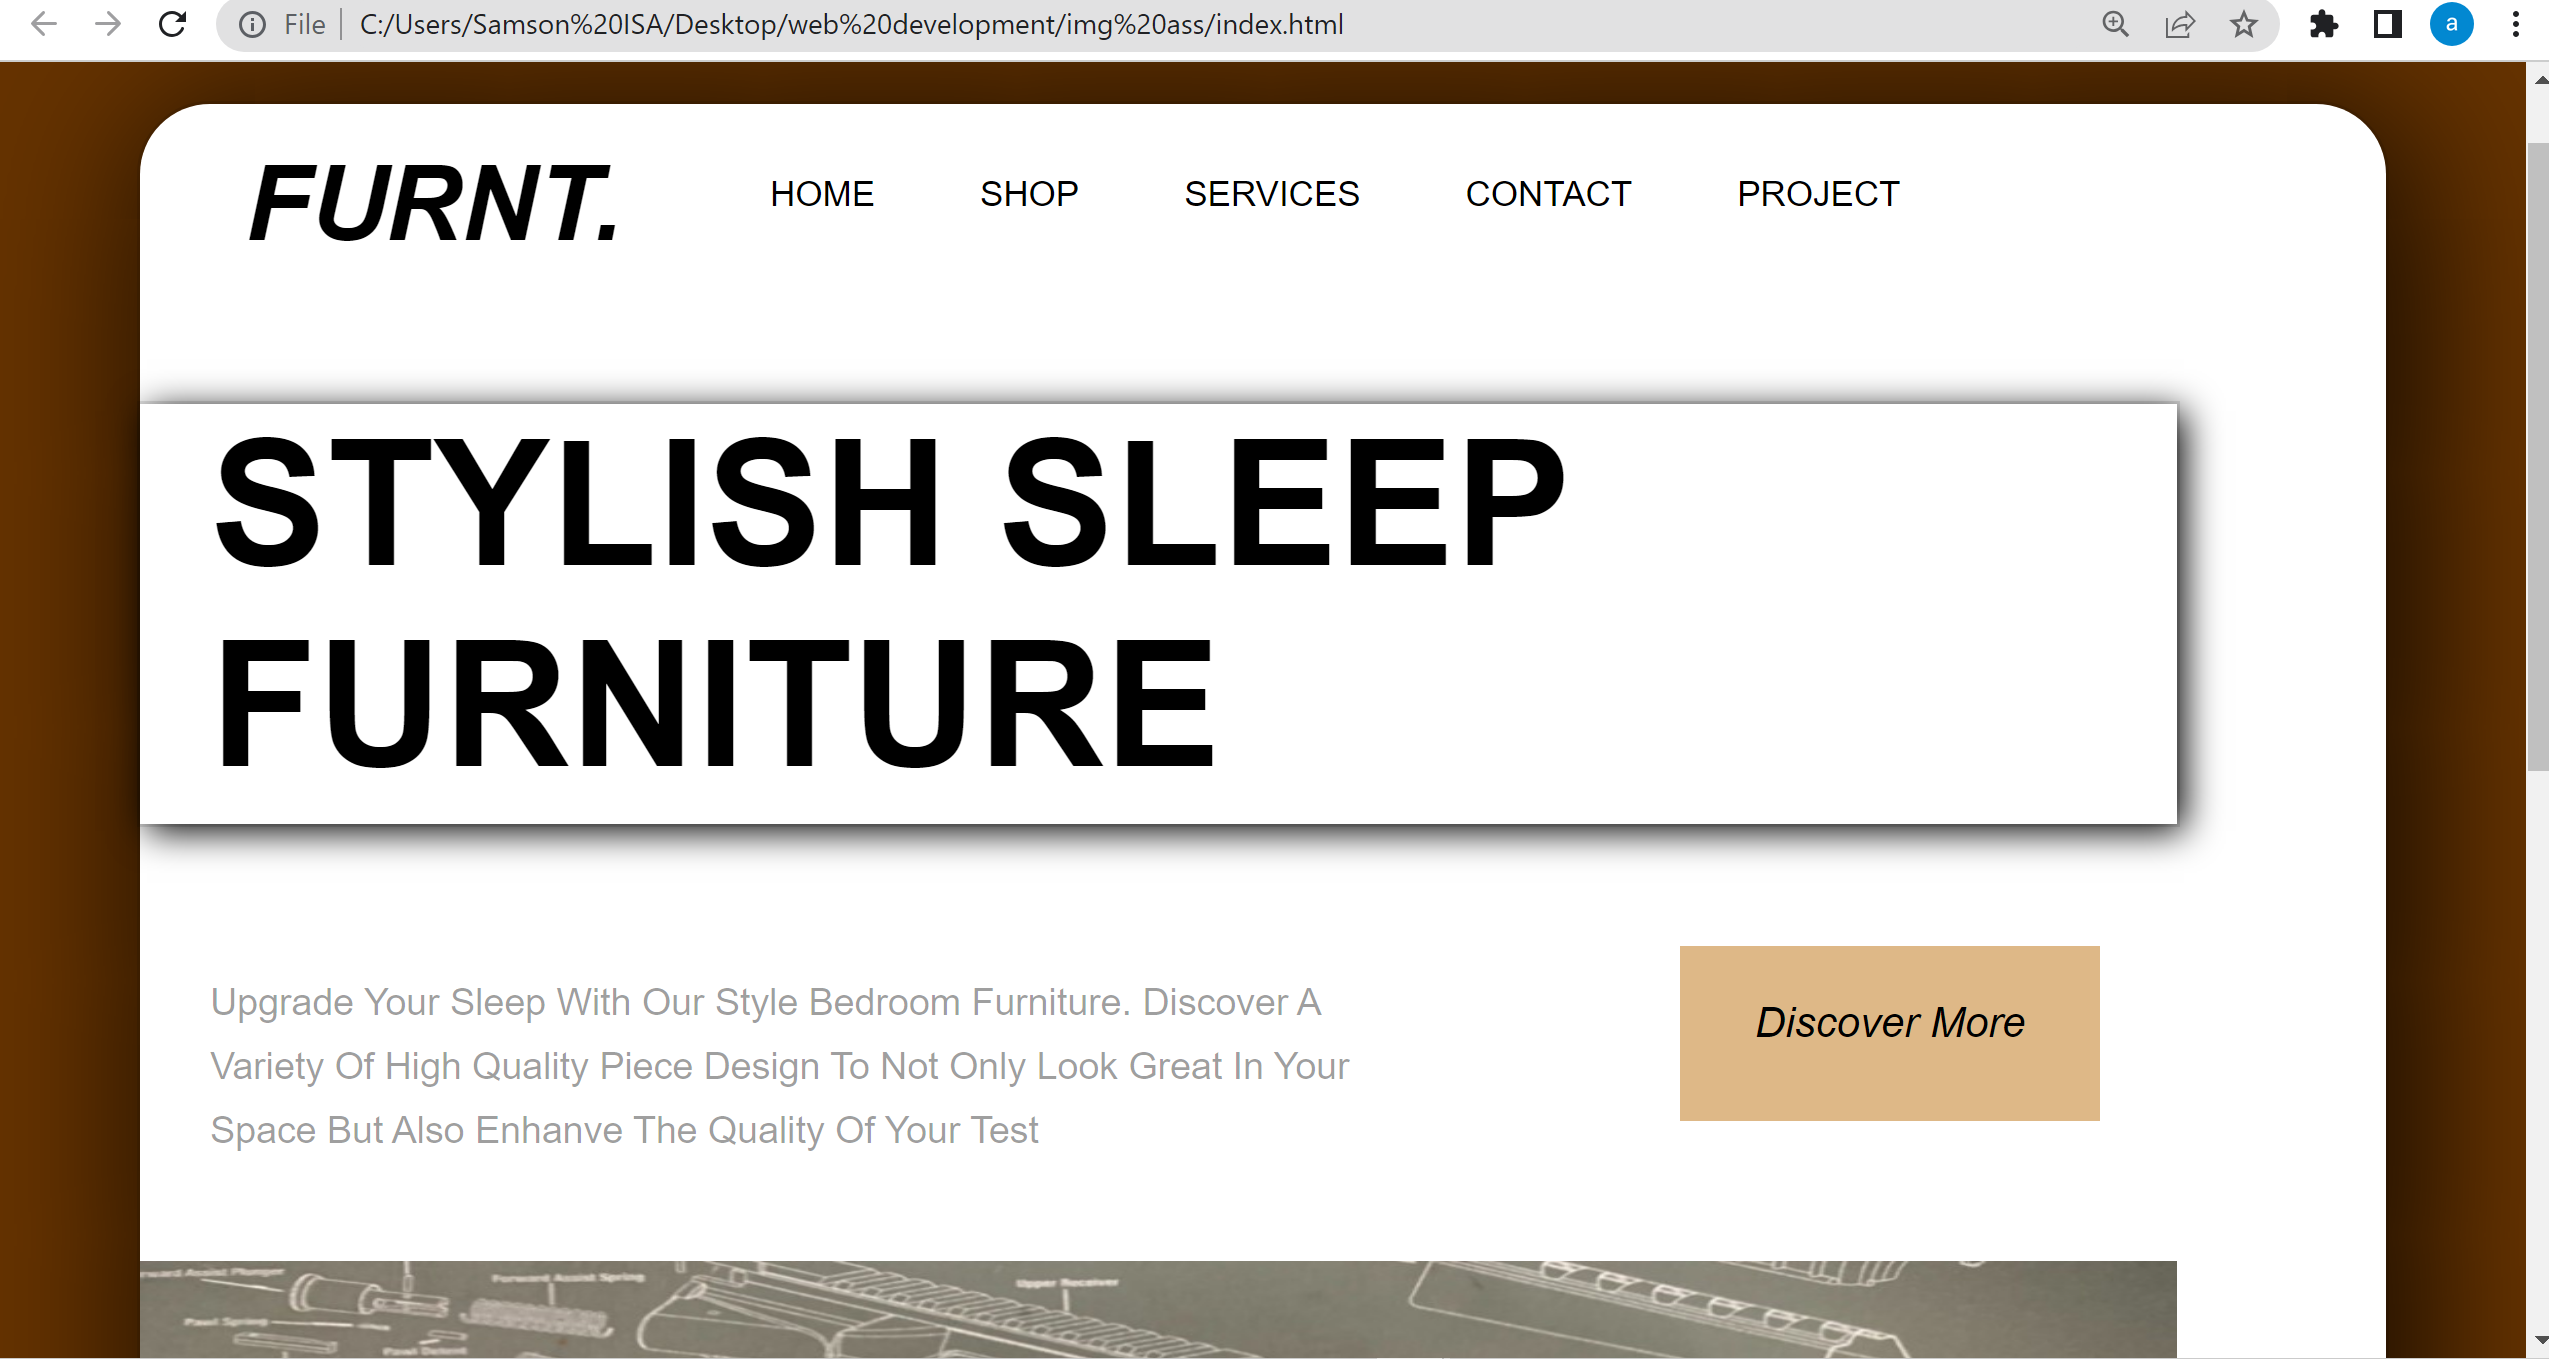 File
C:/Users/Samson%20ISA/Desktop/web%20development/img%20ass/index.html
a
FURNT.
HOME SHOP SERVICES CONTACT PROJECT
STYLISH SLEEP
FURNITURE
Upgrade Your Sleep With Our Style Bedroom Furniture. Discover A
Variety Of High Quality Piece Design To Not Only Look Great In Your
Space But Also Enhanve The Quality Of Your Test
Discover More
Forward Assist Plunger
Forward Assist Spring
Upper Receiver
Pawl Spring
Pawl Detent